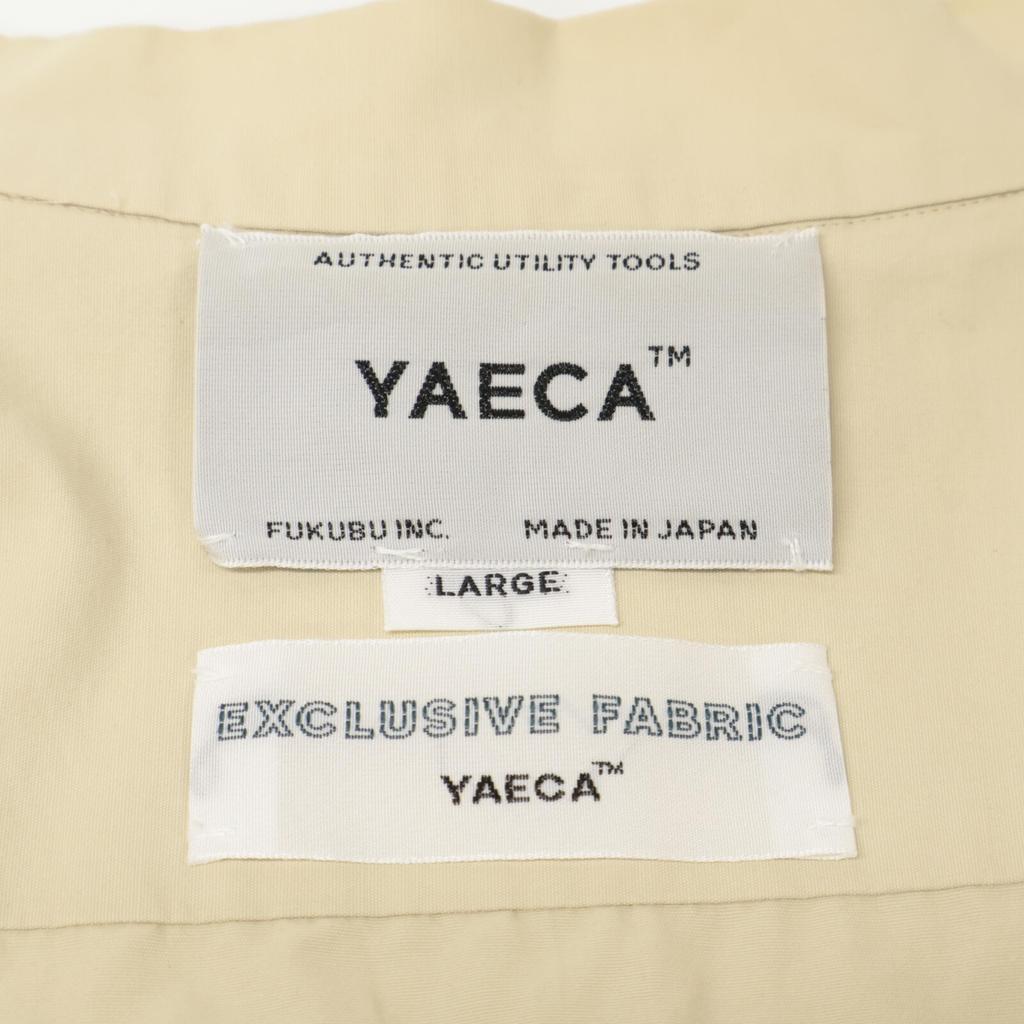 AUTHENTIC UTILITY TOOLS
YAECA™
FUKUBU INC. MADE IN JAPAN
LARGE
EXCLUSIVE FABRIC
YAECA™